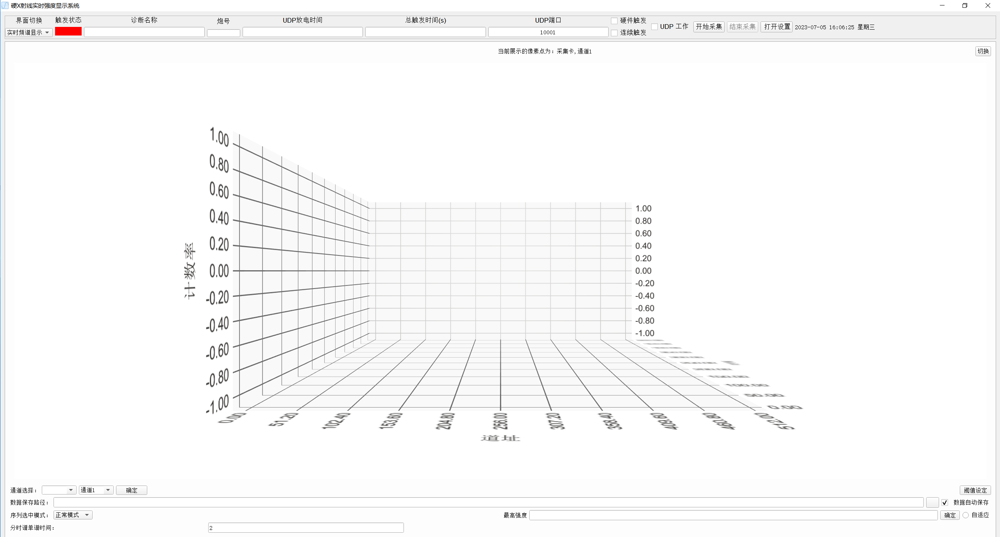 硬X射线实时强度显示系统
界面切换 触发状态 诊断名称 炮号 UDP放电时间 总触发时间(s) UDP端口 硬件触发
实时频谱显示 10001 连续触发 UDP 工作 开始采集 结束采集 打开设置 2023-07-05 16:06:25 星期三
当前展示的像素点为：采集卡,通道1 切换
1.00
0.80
0.60
0.40
0.20
0.00
-0.20
-0.40
-0.60
-0.80
-1.00
计数率
1.00
0.80
0.60
0.40
0.20
0.00
-0.20
-0.40
-0.60
-0.80
-1.00
200.00
150.00
100.00
50.00
0.00
0.00 51.20 102.40 153.60 204.80 256.00 307.20 358.40 409.60 460.80 512.00
道址
通道选择： 通道1 确定 阈值设定
数据保存路径： 数据自动保存
序列选中模式： 正常模式 最高强度 确定 自适应
分时谱单谱时间： 2